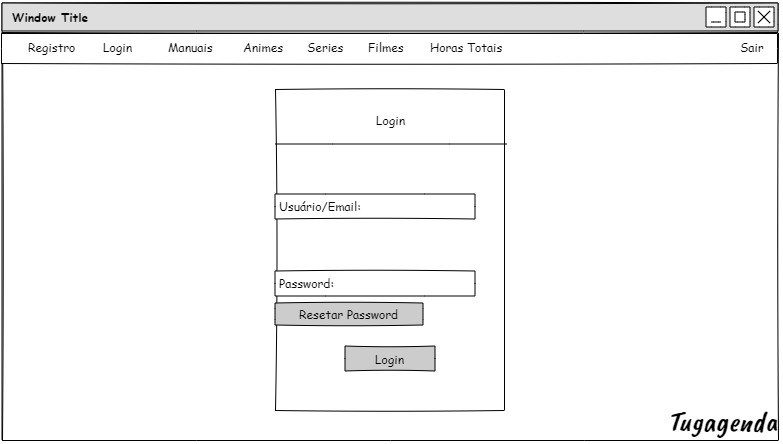 Window Title
Registro Login Manuais Animes Series Filmes Horas Totais Sair
Login
Usuário/Email:
Password:
Resetar Password
Login
Tugagenda